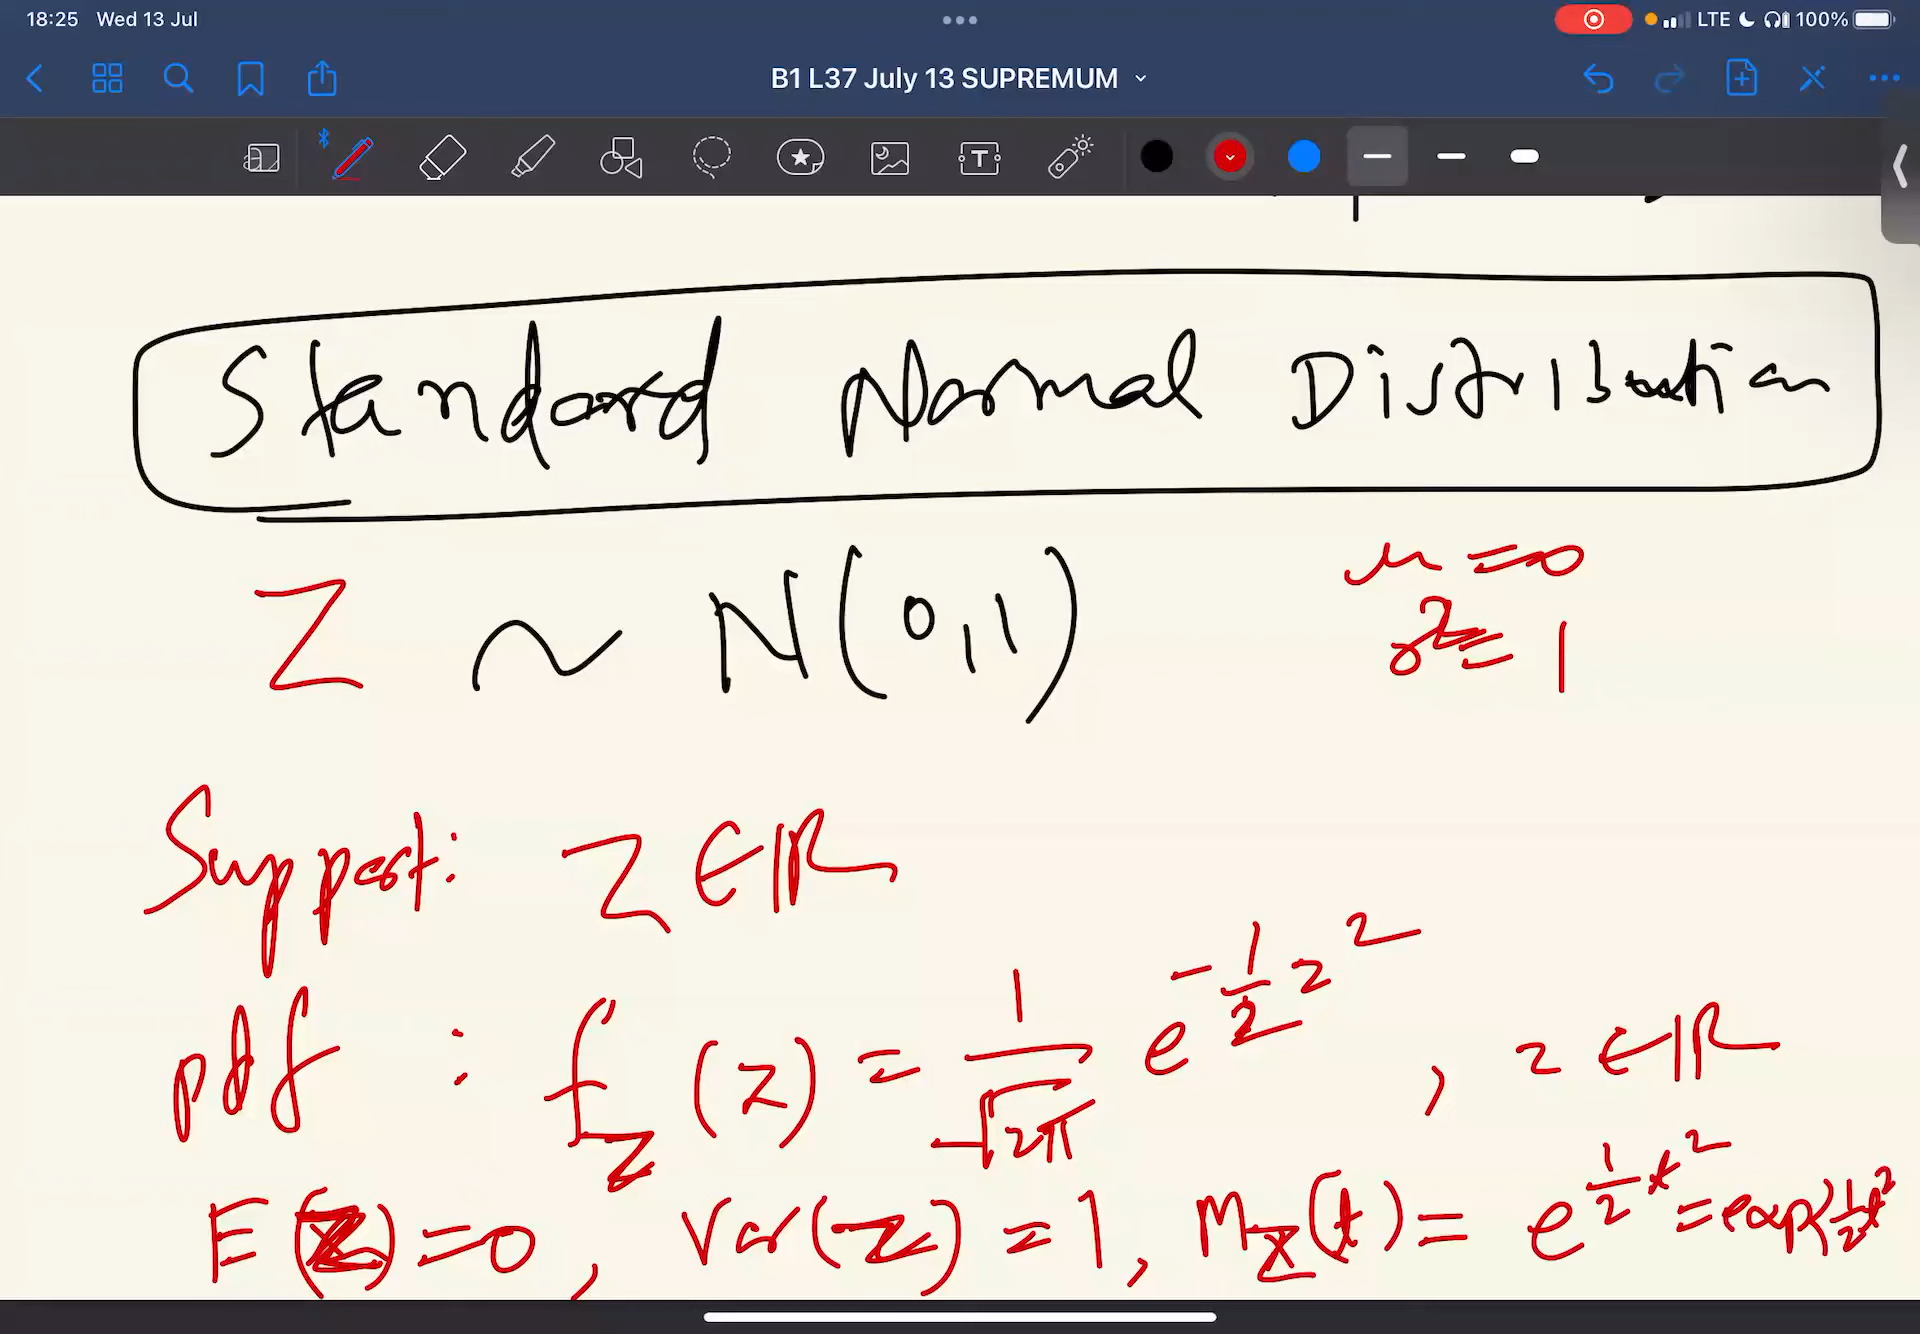 18:25 Wed 13 Jul
LTE 100%
B1 L37 July 13 SUPREMUM
T
Standard Normal Distribution
Z ~ N(0,1)
μ = 0
σ² = 1
Support: Z ∈ ℝ
pdf : f_Z (z) = 1/√2π e^(-1/2 z²) , z ∈ ℝ
E(Z) = 0, Var(Z) = 1, M_Z(t) = e^(1/2 t²) = exp{1/2 t²